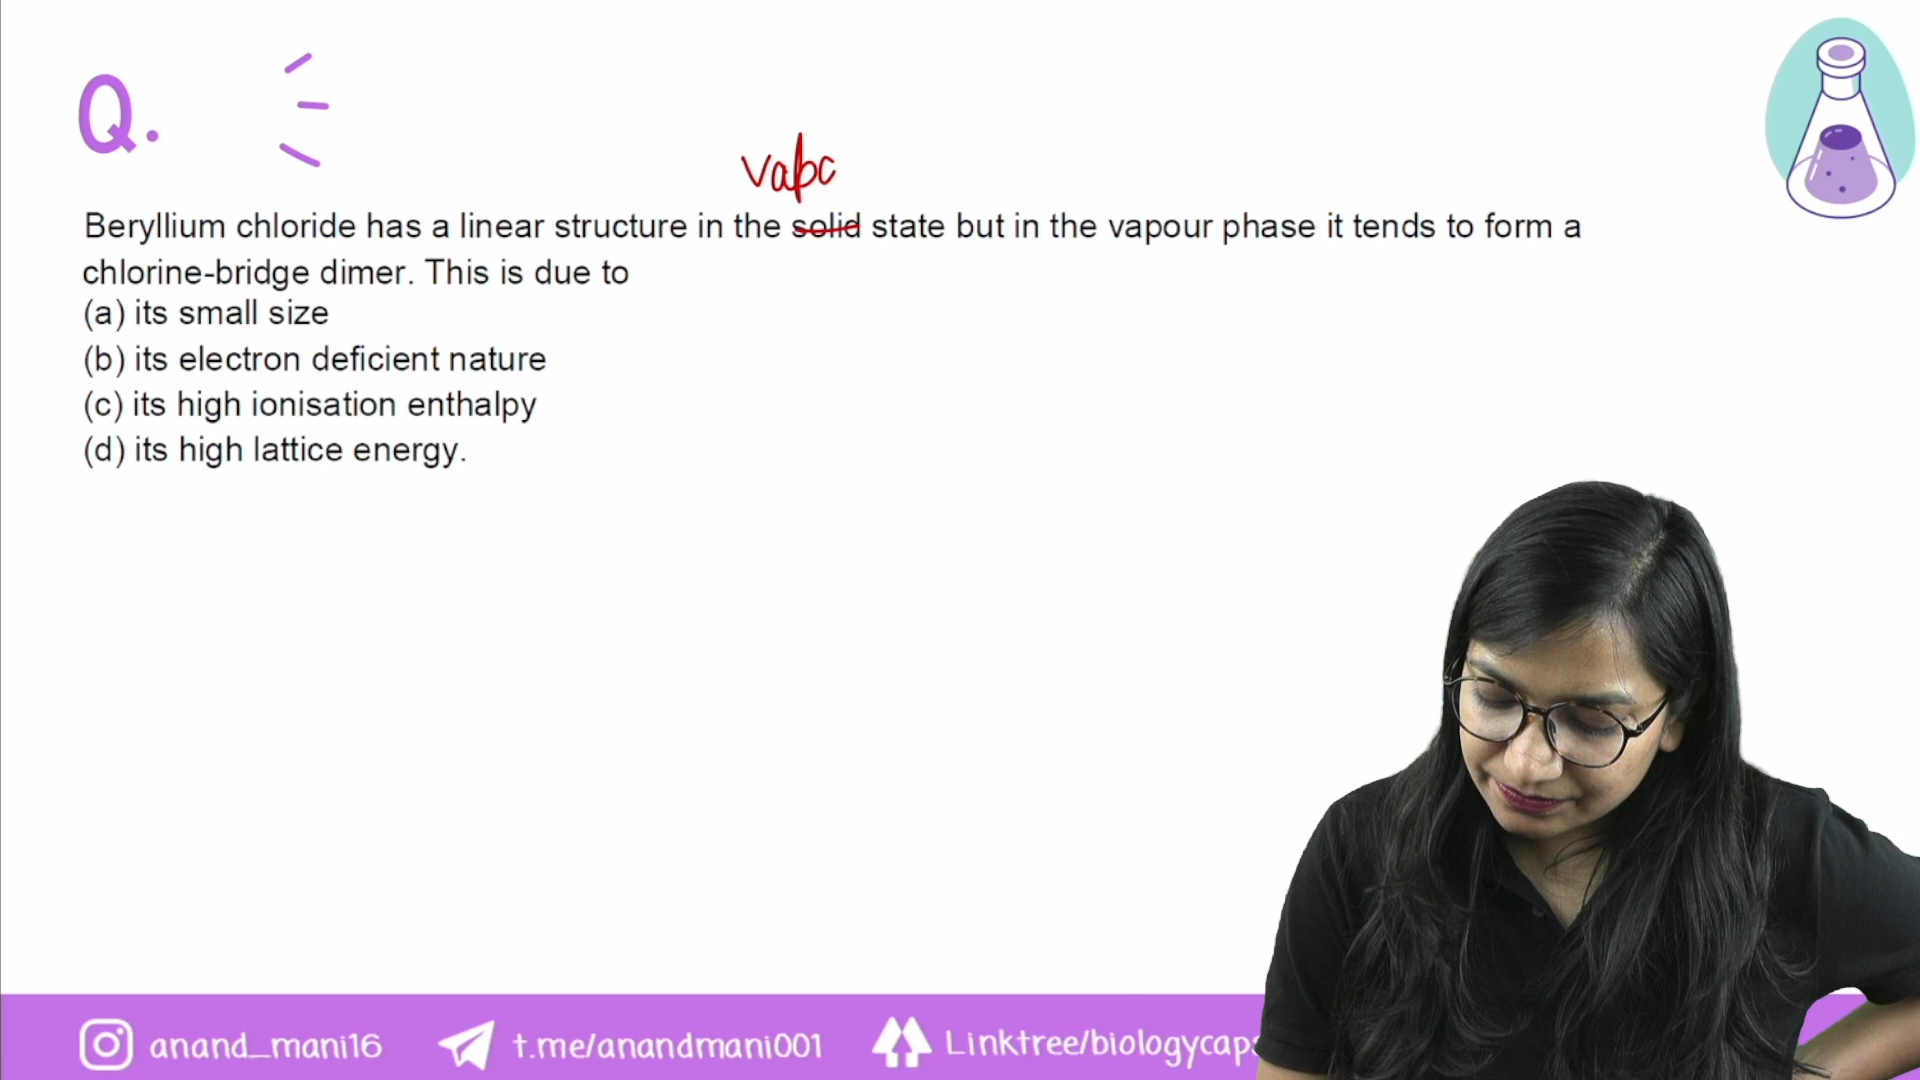 Q.
vapc
Beryllium chloride has a linear structure in the solid state but in the vapour phase it tends to form a
chlorine-bridge dimer. This is due to
(a) its small size
(b) its electron deficient nature
(c) its high ionisation enthalpy
(d) its high lattice energy.
anand_mani16
t.me/anandmani001
Linktree/biologycaps